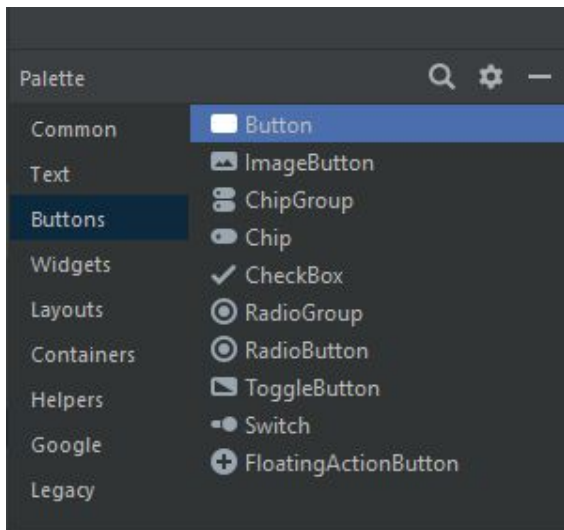 Palette
Common
Text
Buttons
Widgets
Layouts
Containers
Helpers
Google
Legacy
Button
ImageButton
ChipGroup
Chip
CheckBox
RadioGroup
RadioButton
ToggleButton
Switch
FloatingActionButton